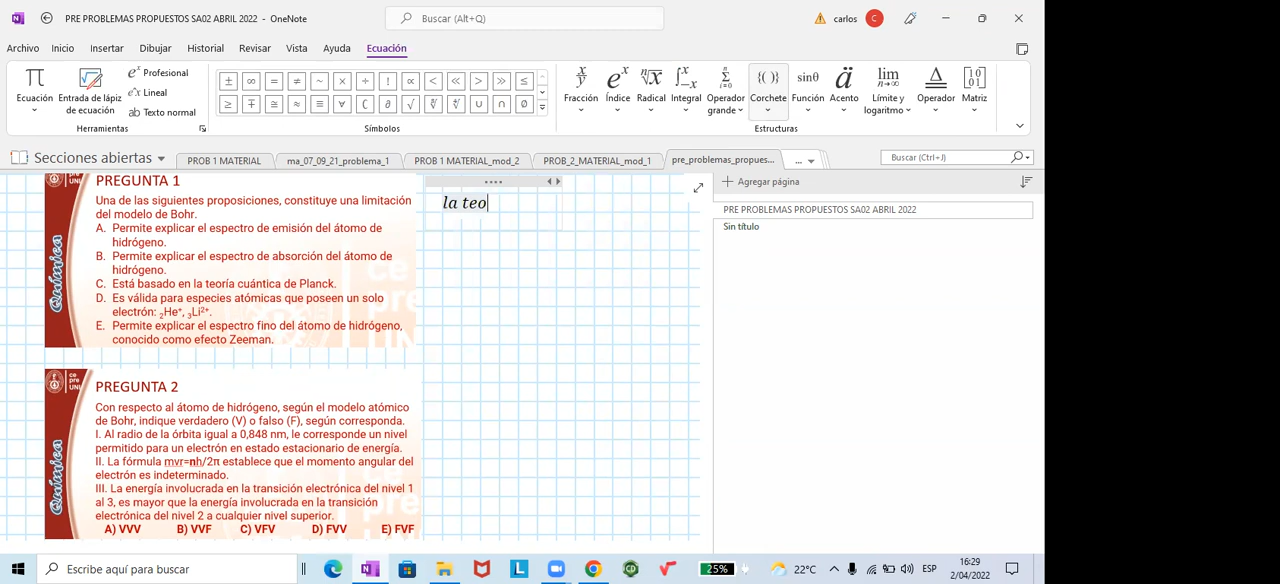 PRE PROBLEMAS PROPUESTOS SA02 ABRIL 2022 - OneNote
Buscar (Alt+Q)
carlos
C
Archivo Inicio Insertar Dibujar Historial Revisar Vista Ayuda Ecuación
π Ecuación
Entrada de lápiz de ecuación
eˣ Profesional
e^x Lineal
ab Texto normal
Herramientas
± ∞ = ≠ ~ × ÷ ! ∝ < ≪ > ≫ ≤
≥ ∓ ≅ ≈ ≡ ∀ ∁ ∂ √ ∛ ∜ ∪ ∩ ∅
Símbolos
Fracción Índice Radical Integral Operador grande Corchete Función Acento Límite y logaritmo Operador Matriz
Estructuras
Secciones abiertas
PROB 1 MATERIAL
ma_07_09_21_problema_1
PROB 1 MATERIAL_mod_2
PROB_2_MATERIAL_mod_1
pre_problemas_propues...
...
Buscar (Ctrl+J)
Agregar página
PRE PROBLEMAS PROPUESTOS SA02 ABRIL 2022
Sin título
PREGUNTA 1
Una de las siguientes proposiciones, constituye una limitación
del modelo de Bohr.
A. Permite explicar el espectro de emisión del átomo de
hidrógeno.
B. Permite explicar el espectro de absorción del átomo de
hidrógeno.
C. Está basado en la teoría cuántica de Planck.
D. Es válida para especies atómicas que poseen un solo
electrón: ₂He⁺, ₃Li²⁺.
E. Permite explicar el espectro fino del átomo de hidrógeno,
conocido como efecto Zeeman.
Química
la teo
ce
pre
UNI
PREGUNTA 2
Con respecto al átomo de hidrógeno, según el modelo atómico
de Bohr, indique verdadero (V) o falso (F), según corresponda.
I. Al radio de la órbita igual a 0,848 nm, le corresponde un nivel
permitido para un electrón en estado estacionario de energía.
II. La fórmula mvr=nh/2π establece que el momento angular del
electrón es indeterminado.
III. La energía involucrada en la transición electrónica del nivel 1
al 3, es mayor que la energía involucrada en la transición
electrónica del nivel 2 a cualquier nivel superior.
A) VVV B) VVF C) VFV D) FVV E) FVF
Química
Escribe aquí para buscar
25%
22°C
ESP
16:29
2/04/2022